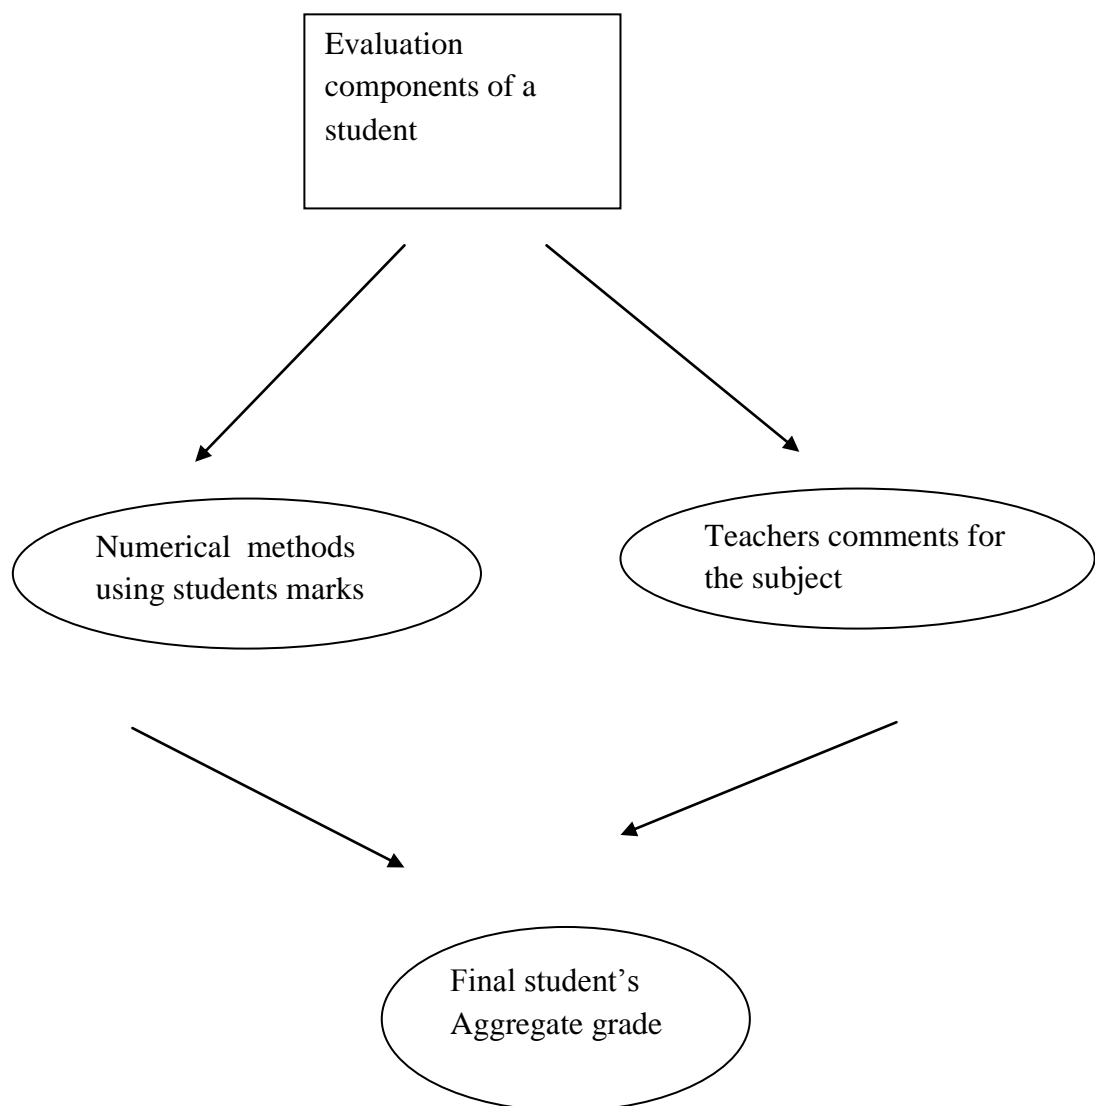 Evaluation
components of a
student
Numerical  methods
using students marks
Teachers comments for
the subject
Final student’s
Aggregate grade